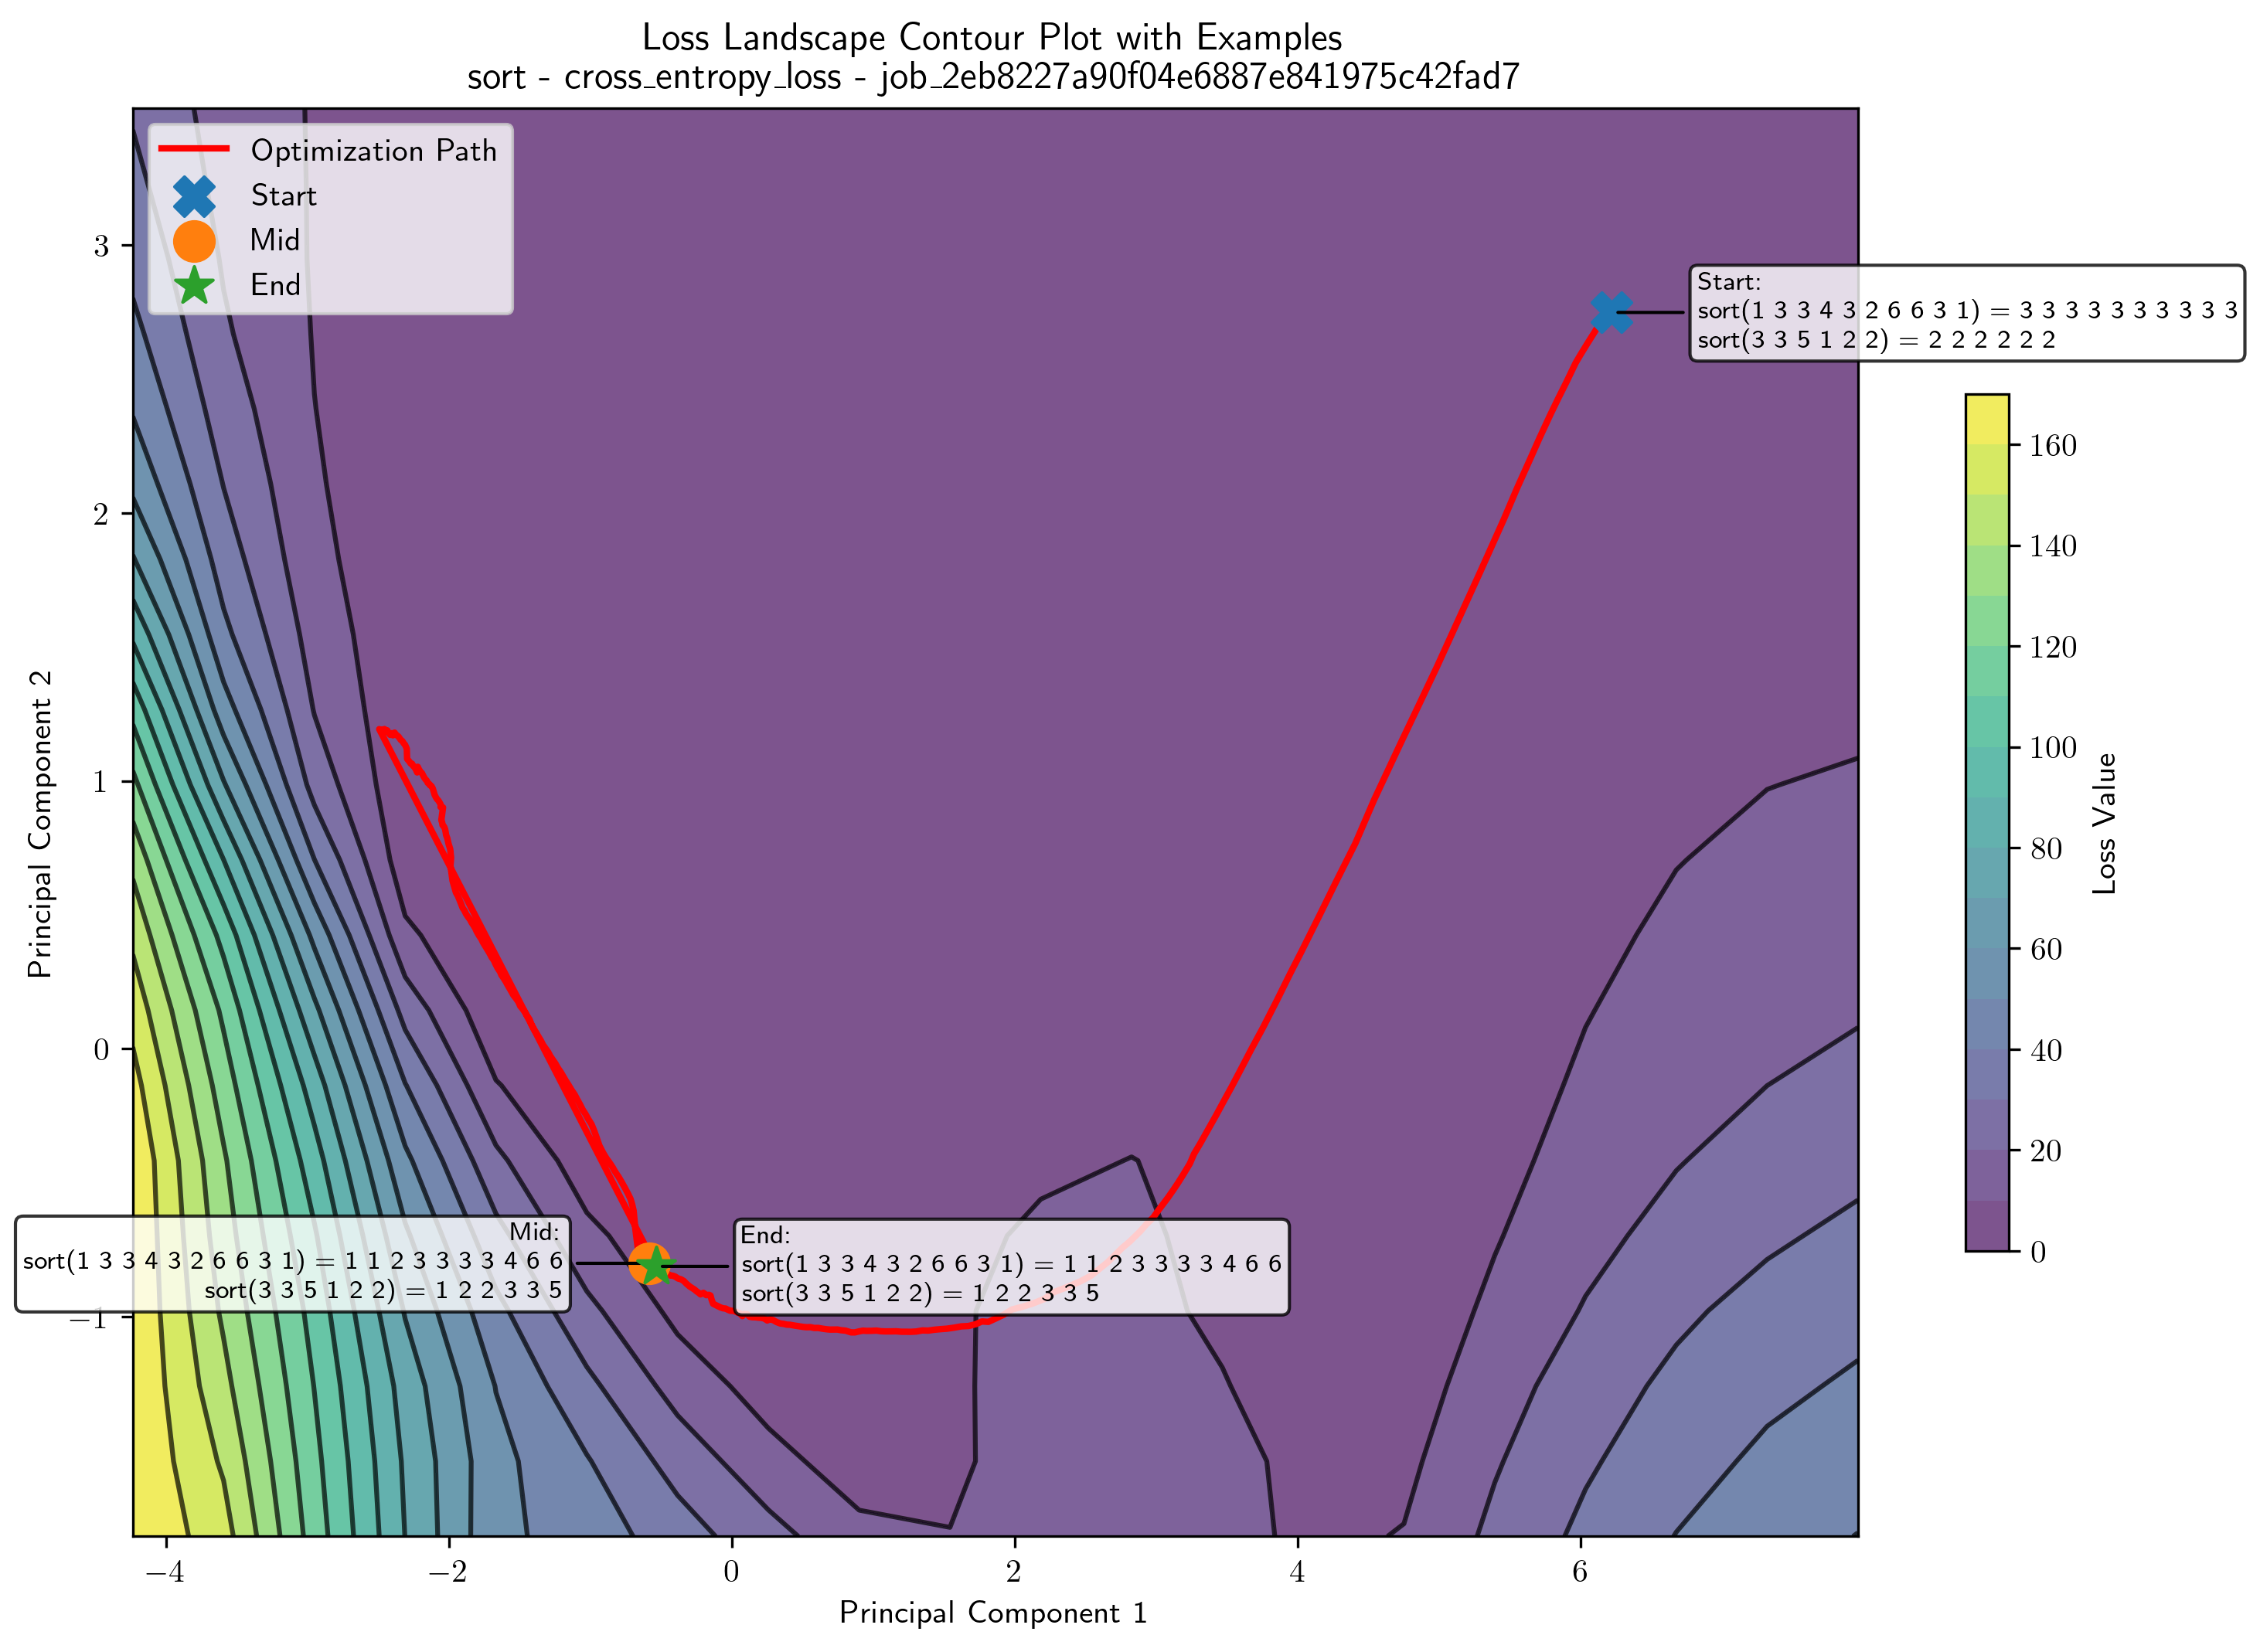 Loss Landscape Contour Plot with Examples
sort - cross_entropy_loss - job_2eb8227a90f04e6887e841975c42fad7
Optimization Path
Start
Mid
End
Start:
sort(1 3 3 4 3 2 6 6 3 1) = 3 3 3 3 3 3 3 3 3 3
sort(3 3 5 1 2 2) = 2 2 2 2 2 2
Mid:
sort(1 3 3 4 3 2 6 6 3 1) = 1 1 2 3 3 3 3 4 6 6
sort(3 3 5 1 2 2) = 1 2 2 3 3 5
End:
sort(1 3 3 4 3 2 6 6 3 1) = 1 1 2 3 3 3 3 4 6 6
sort(3 3 5 1 2 2) = 1 2 2 3 3 5
3
2
1
0
−1
Principal Component 2
−4
−2
0
2
4
6
Principal Component 1
160
140
120
100
80
60
40
20
0
Loss Value